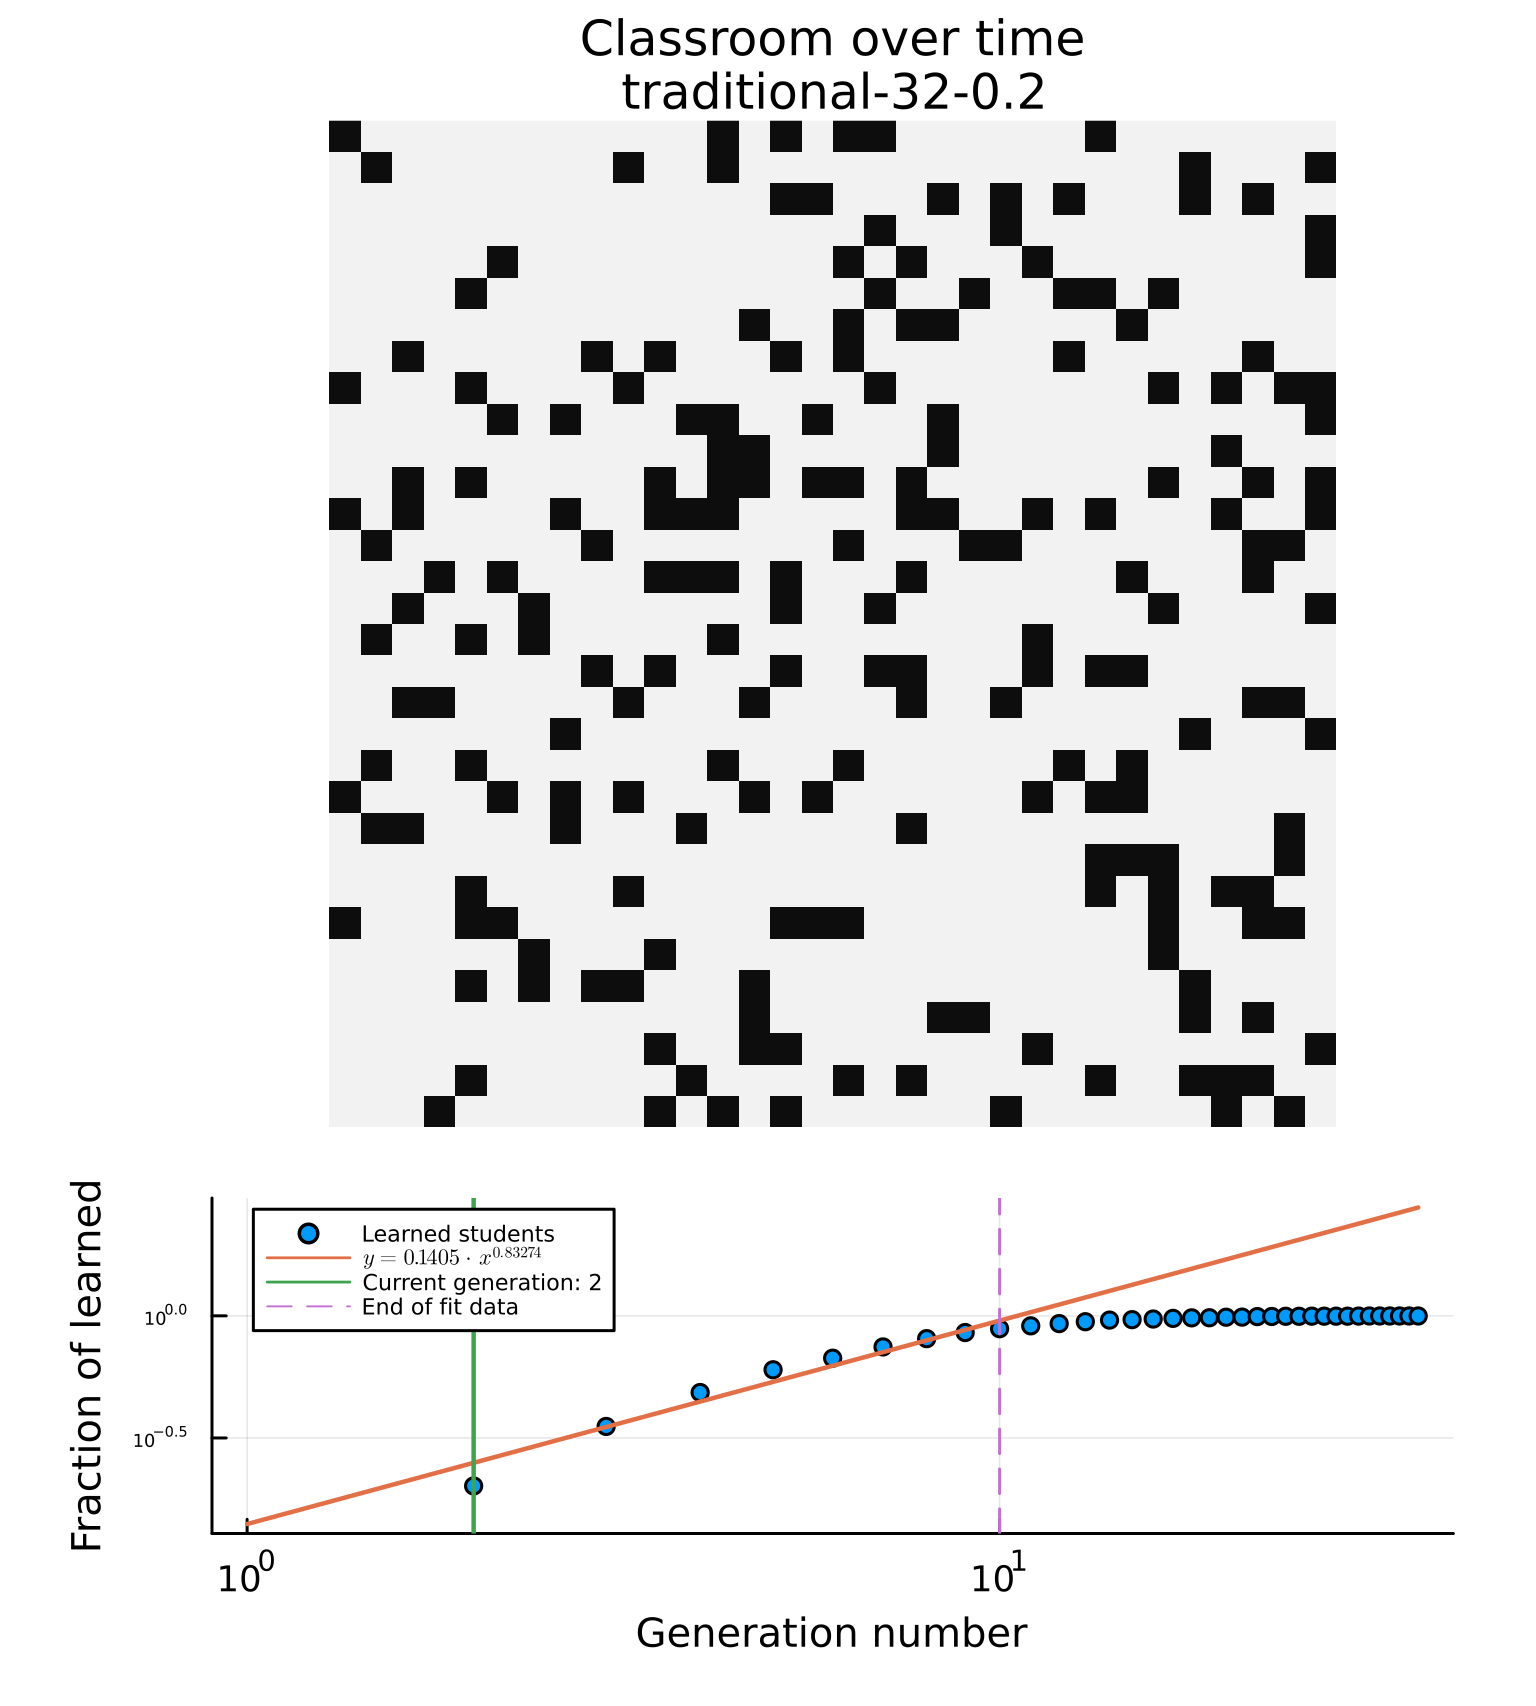 Classroom over time
traditional-32-0.2
Fraction of learned
Learned students
y = 0.1405 · x^0.83274
Current generation: 2
End of fit data
10^0.0
10^−0.5
10^0
10^1
Generation number